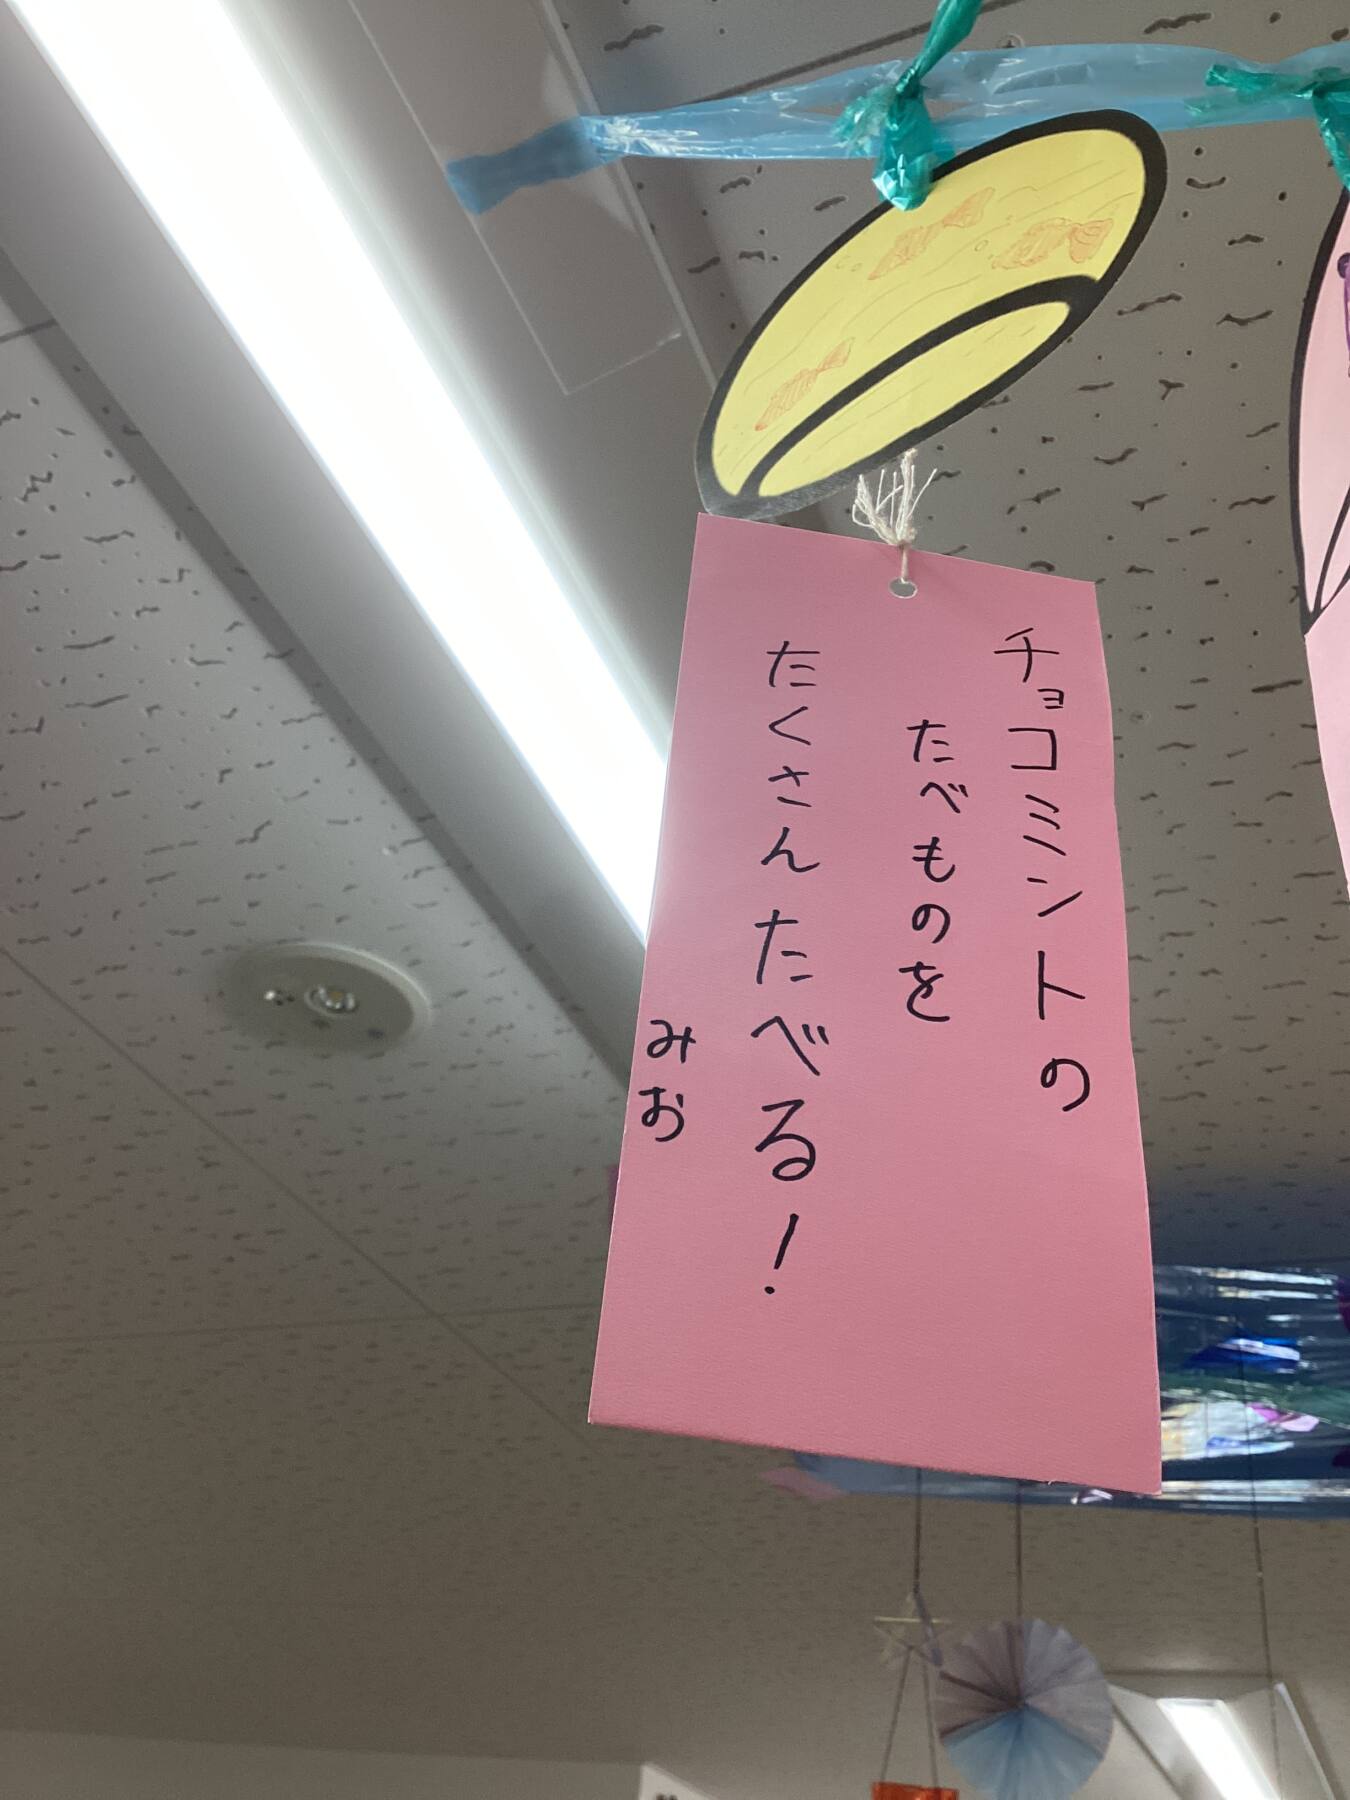 チョコミントの
たべものを
たくさんたべる!
みお